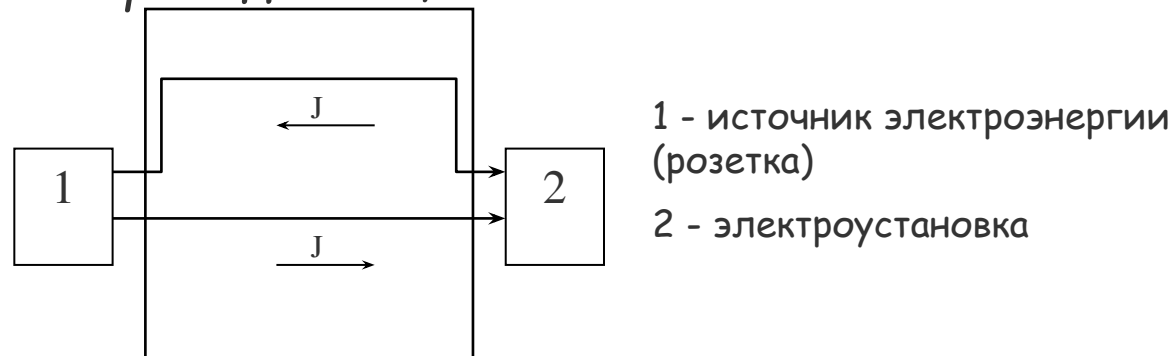 J
1 - источник электроэнергии
(розетка)
1
2
2 - электроустановка
J